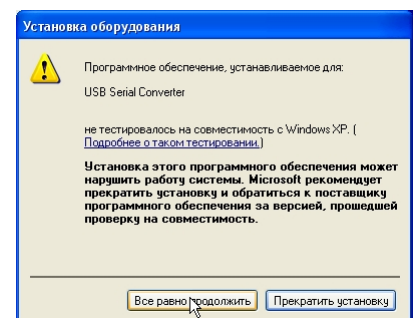 Установка оборудования
Программное обеспечение, устанавливаемое для:
USB Serial Converter
не тестировалось на совместимость с Windows XP. (
Подробнее о таком тестировании.)
Установка этого программного обеспечения может
нарушить работу системы. Microsoft рекомендует
прекратить установку и обратиться к поставщику
программного обеспечения за версией, прошедшей
проверку на совместимость.
Все равно продолжить Прекратить установку